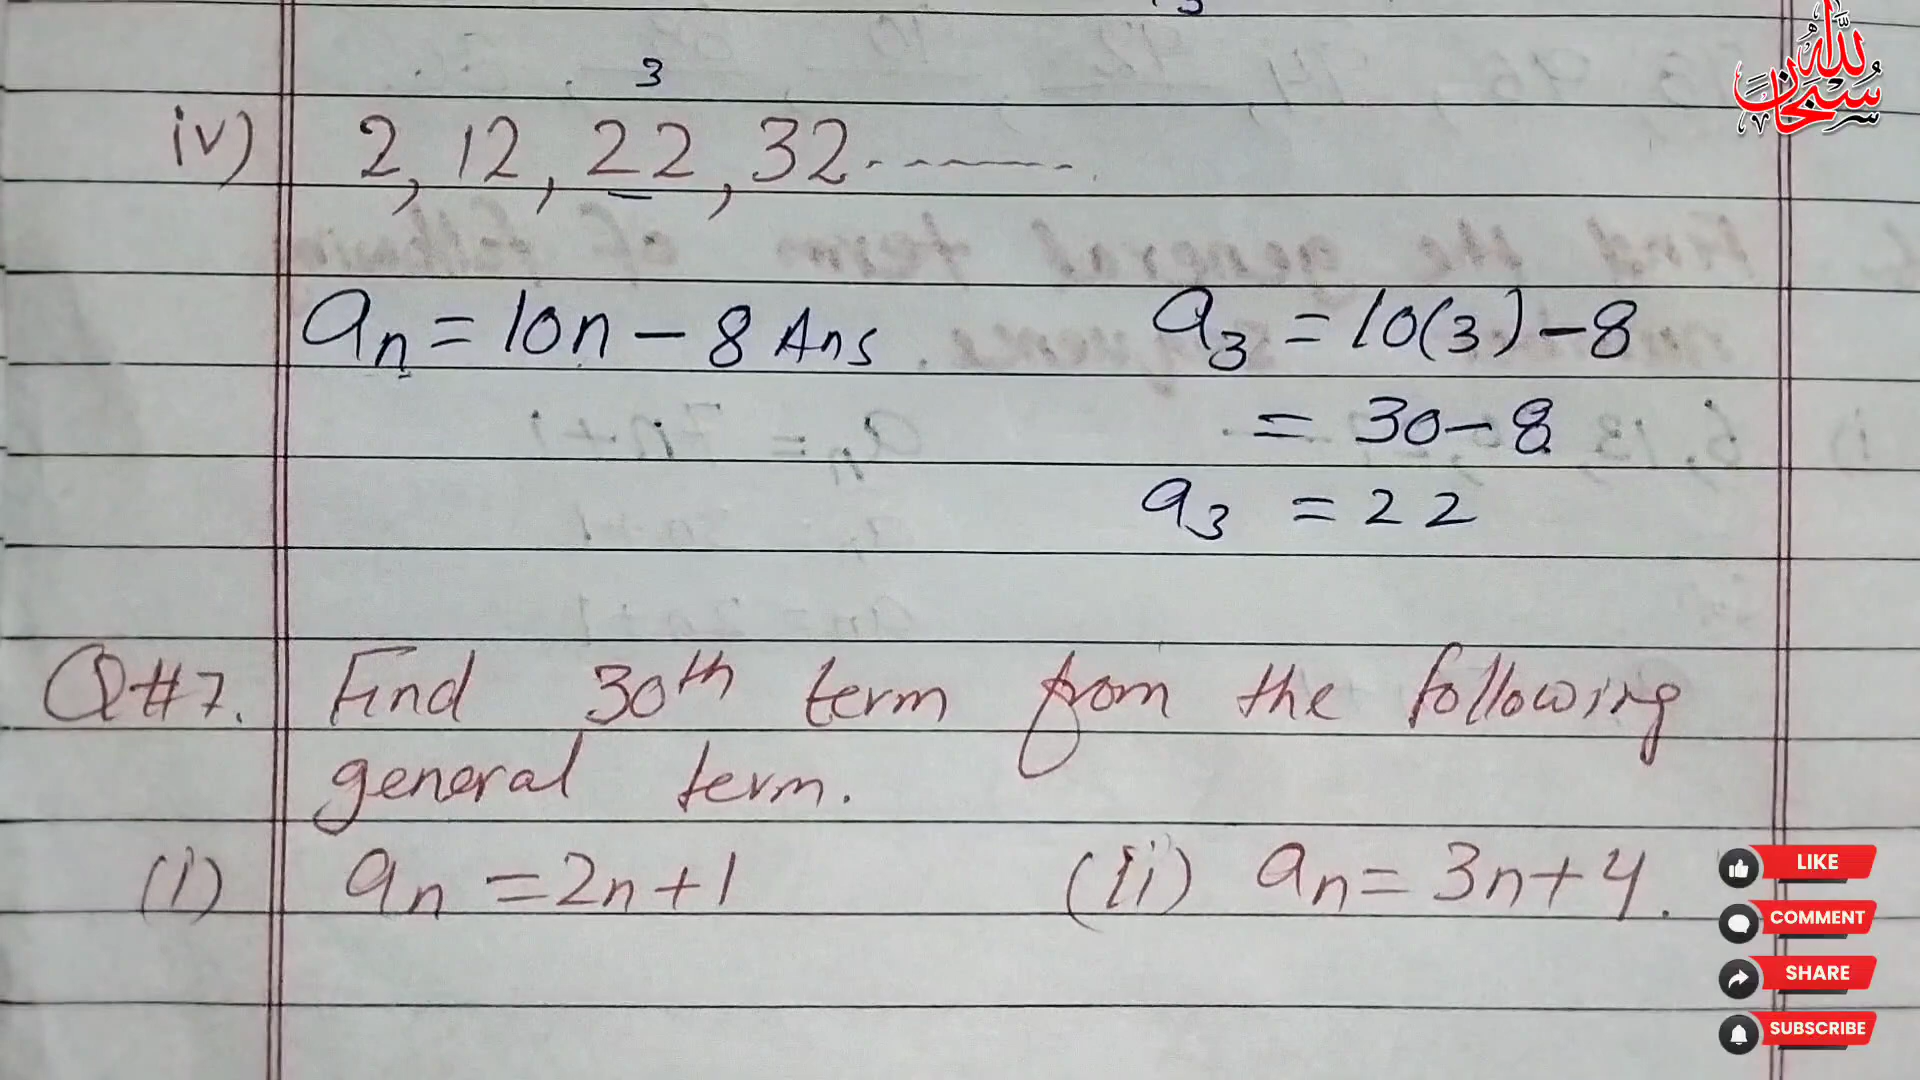 سبحان الله
3
iv) 2, 12, 22, 32 ........
an = 10n - 8 Ans
a3 = 10(3) - 8
= 30 - 8
a3 = 22
Q#7. Find 30th term from the following
general term.
(i) an = 2n + 1 (ii) an = 3n + 4.
LIKE
COMMENT
SHARE
SUBSCRIBE